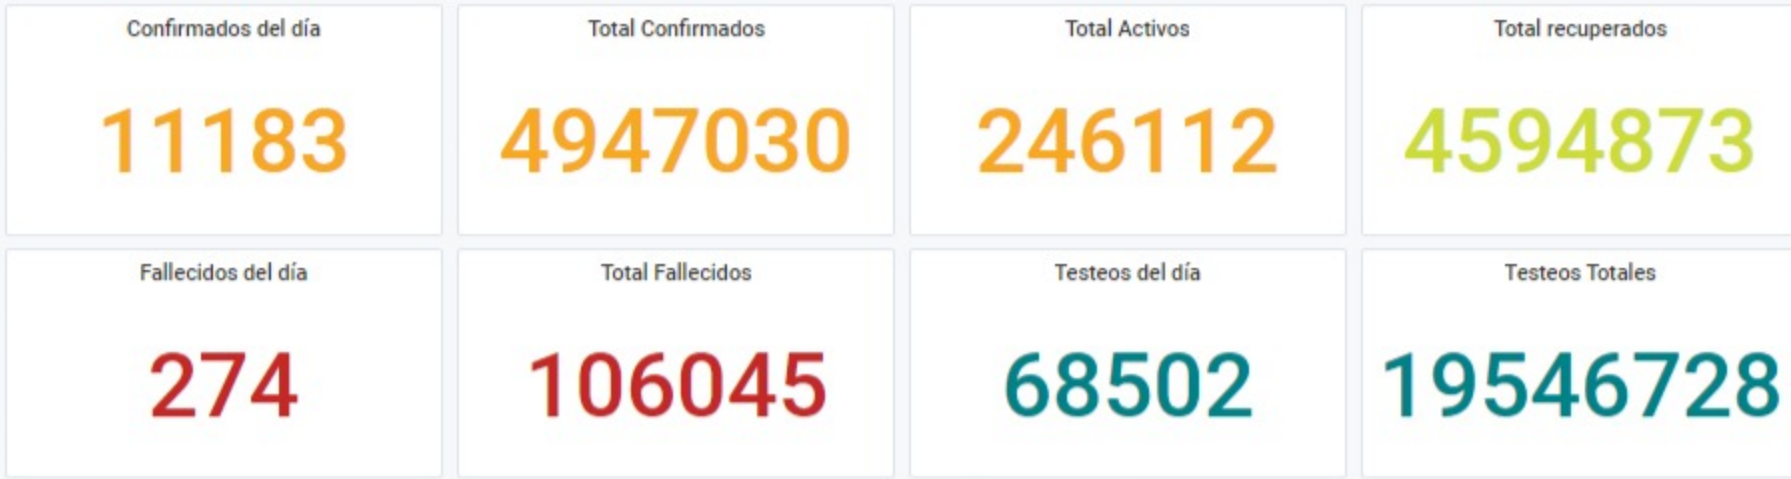 Confirmados del día
11183
Total Confirmados
4947030
Total Activos
246112
Total recuperados
4594873
Fallecidos del día
274
Total Fallecidos
106045
Testeos del día
68502
Testeos Totales
19546728